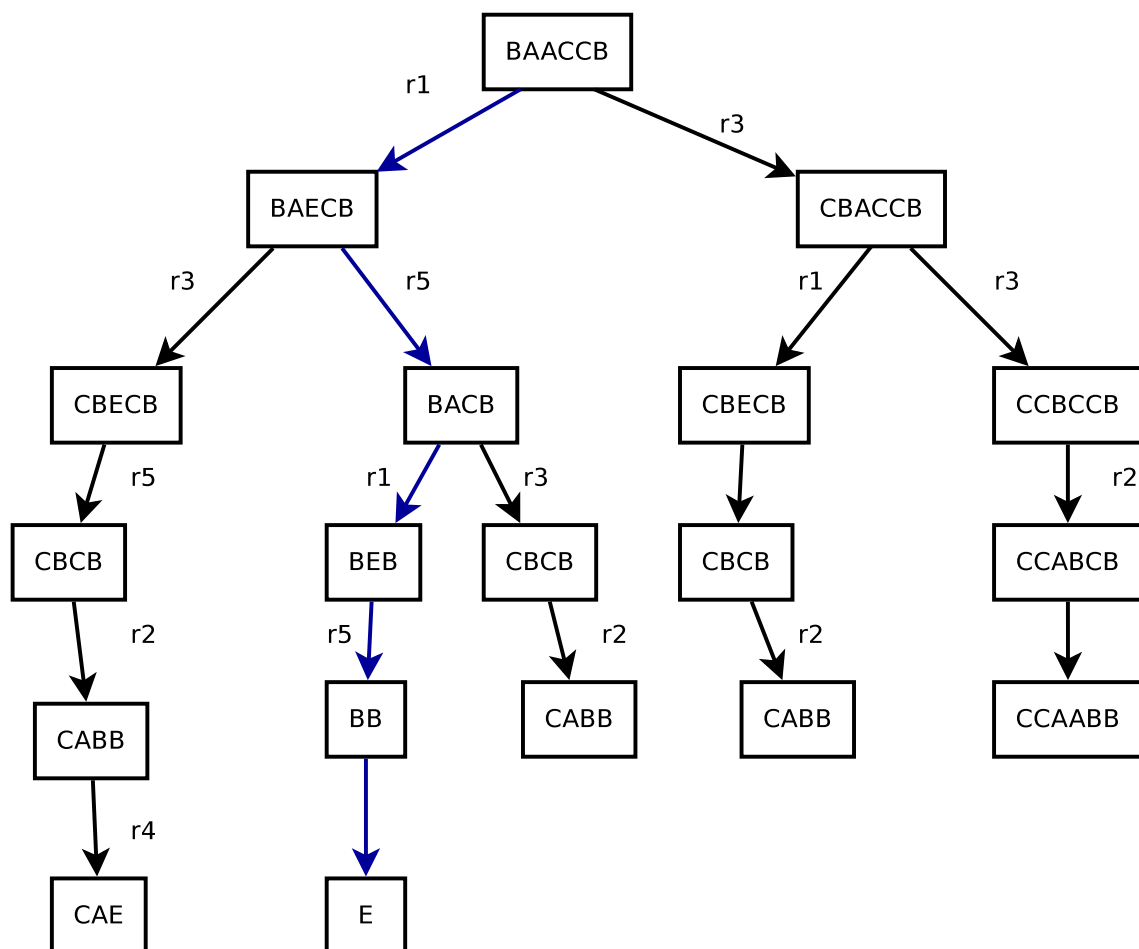 BAACCB
r1
r3
BAECB
CBACCB
r3
r5
r1
r3
CBECB
BACB
CBECB
CCBCCB
r5
r1
r3
r2
CBCB
BEB
CBCB
CBCB
CCABCB
r2
r5
r2
r2
CABB
BB
CABB
CABB
CCAABB
r4
CAE
E